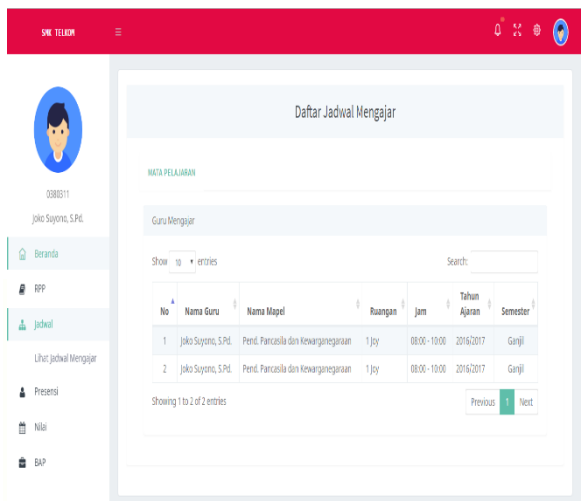 SMK TELKOM
0380311
Joko Suyono, S.Pd.
Beranda
RPP
Jadwal
Lihat Jadwal Mengajar
Presensi
Nilai
BAP
Daftar Jadwal Mengajar
MATA PELAJARAN
Guru Mengajar
Show 10 entries Search:
No Nama Guru Nama Mapel Ruangan Jam Tahun Ajaran Semester
1 Joko Suyono, S.Pd. Pend. Pancasila dan Kewarganegaraan 1 Joy 08:00 - 10:00 2016/2017 Ganjil
2 Joko Suyono, S.Pd. Pend. Pancasila dan Kewarganegaraan 1 Joy 08:00 - 10:00 2016/2017 Ganjil
Showing 1 to 2 of 2 entries Previous 1 Next